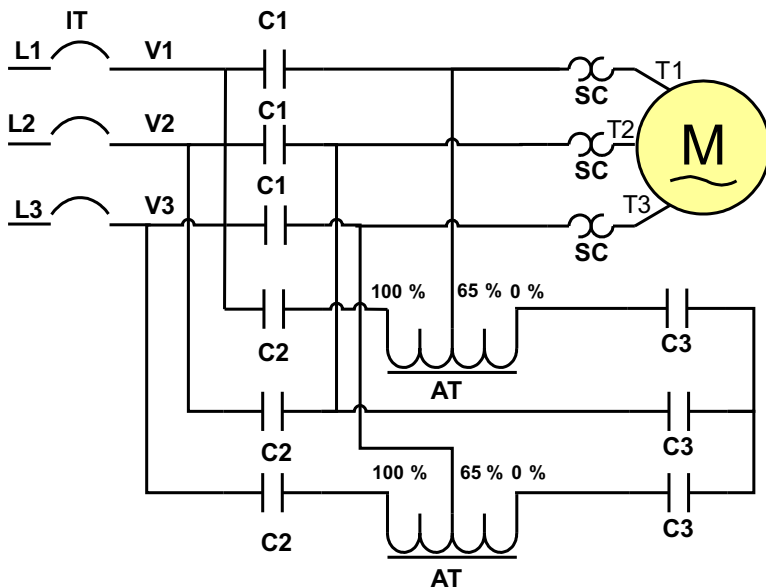 IT
C1
L1
V1
T1
SC
C1
L2
V2
T2
M
SC
C1
L3
V3
T3
SC
100 %
65 %
0 %
C2
C3
AT
C2
C3
100 %
65 %
0 %
C2
C3
AT